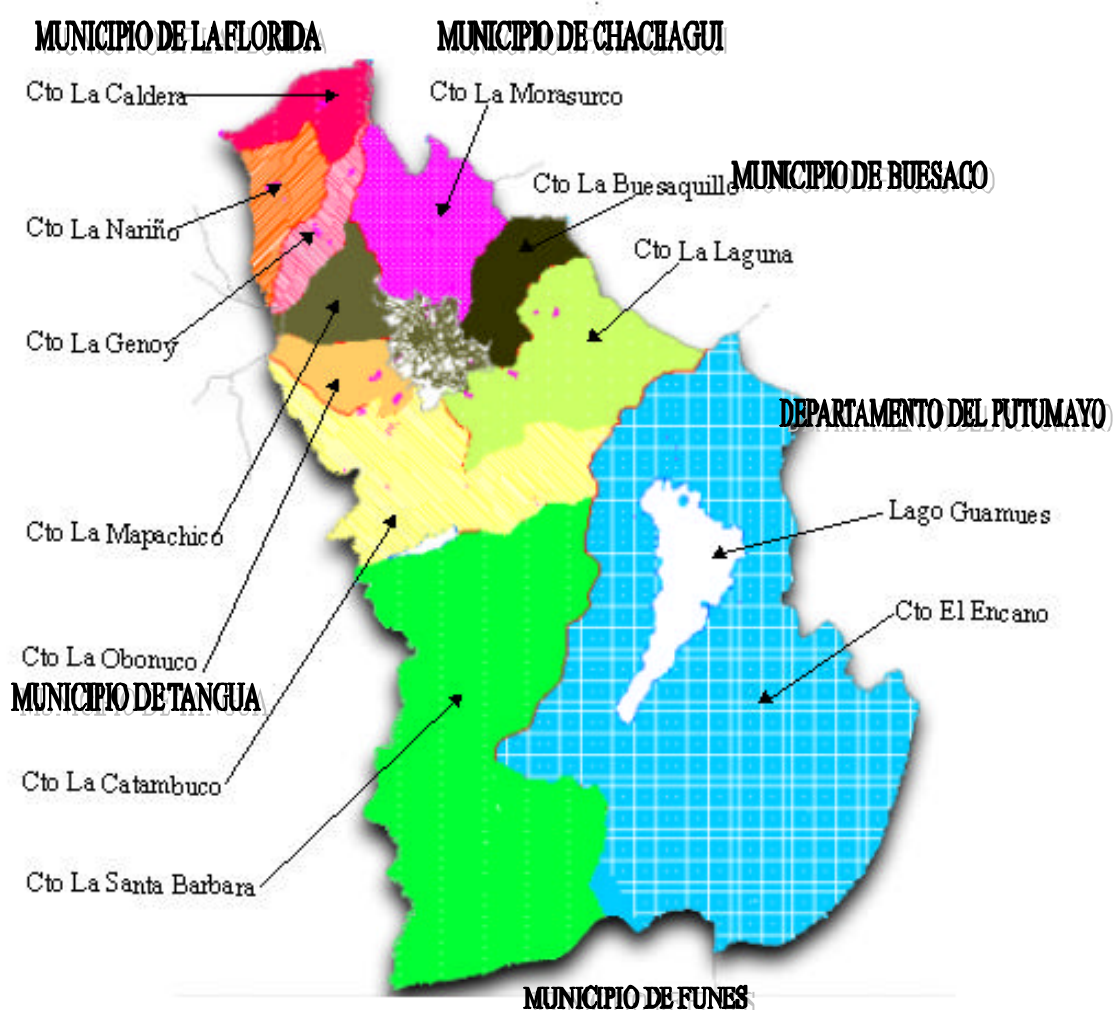 MUNICIPIO DE LA FLORIDA
MUNICIPIO DE CHACHAGUI
Cto La Caldera
Cto La Morasurco
Cto La Buesaquillo
MUNICIPIO DE BUESACO
Cto La Nariño
Cto La Laguna
Cto La Genoy
DEPARTAMENTO DEL PUTUMAYO
Lago Guamues
Cto La Mapachico
Cto El Encano
Cto La Obonuco
MUNICIPIO DE TANGUA
Cto La Catambuco
Cto La Santa Barbara
MUNICIPIO DE FUNES